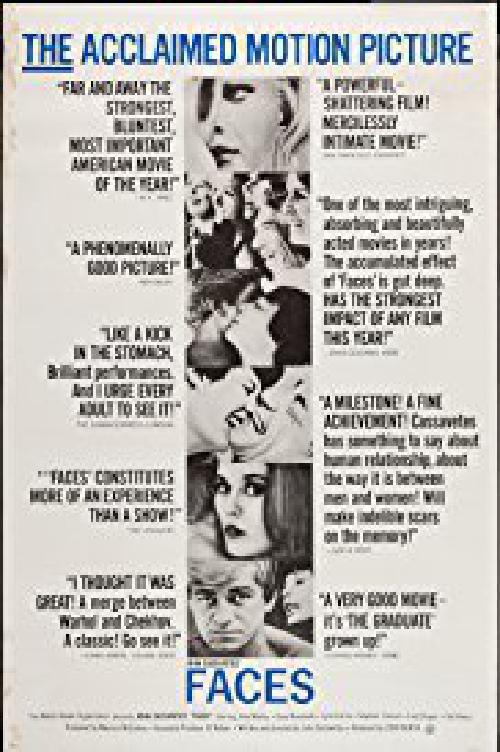 THE ACCLAIMED MOTION PICTURE
"FAR AND AWAY THE
STRONGEST,
BLUNTEST,
MOST IMPORTANT
AMERICAN MOVIE
OF THE YEAR!"
"A PHENOMENALLY
GOOD PICTURE!"
"LIKE A KICK
IN THE STOMACH,
Brilliant performances.
And I URGE EVERY
ADULT TO SEE IT!"
"'FACES' CONSTITUTES
MORE OF AN EXPERIENCE
THAN A SHOW!"
"I THOUGHT IT WAS
GREAT! A merge between
Warhol and Chekhov.
A classic! Go see it!"
"A POWERFUL-
SHATTERING FILM!
MERCILESSLY
INTIMATE MOVIE!"
"One of the most intriguing,
absorbing and beautifully
acted movies in years!
The accumulated effect
of 'Faces' is gut deep.
HAS THE STRONGEST
IMPACT OF ANY FILM
THIS YEAR!"
"A MILESTONE! A FINE
ACHIEVEMENT! Cassavetes
has something to say about
human relationship, about
the way it is between
men and women! Will
make indelible scars
on the memory!"
"A VERY GOOD MOVIE-
it's 'THE GRADUATE'
grown up!"
FACES